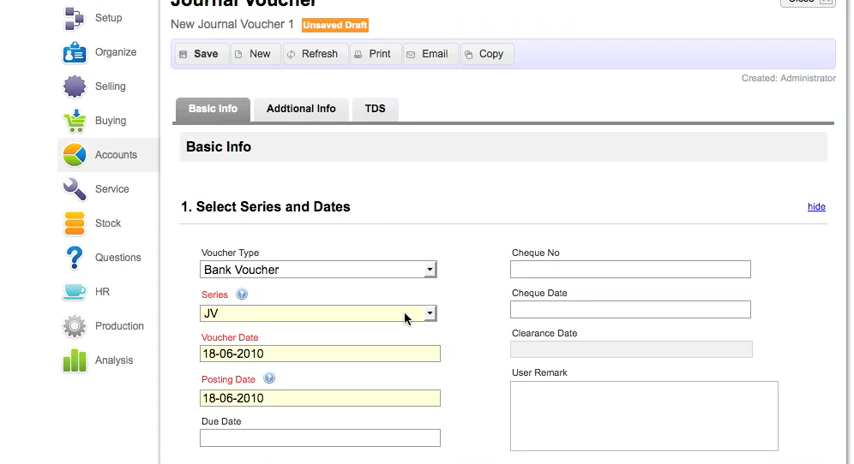 Journal Voucher
Close
New Journal Voucher 1 Unsaved Draft
Save New Refresh Print Email Copy
Created: Administrator
Setup
Organize
Selling
Buying
Accounts
Service
Stock
Questions
HR
Production
Analysis
Basic Info Addtional Info TDS
Basic Info
1. Select Series and Dates hide
Voucher Type
Bank Voucher
Series
JV
Voucher Date
18-06-2010
Posting Date
18-06-2010
Due Date
Cheque No
Cheque Date
Clearance Date
User Remark